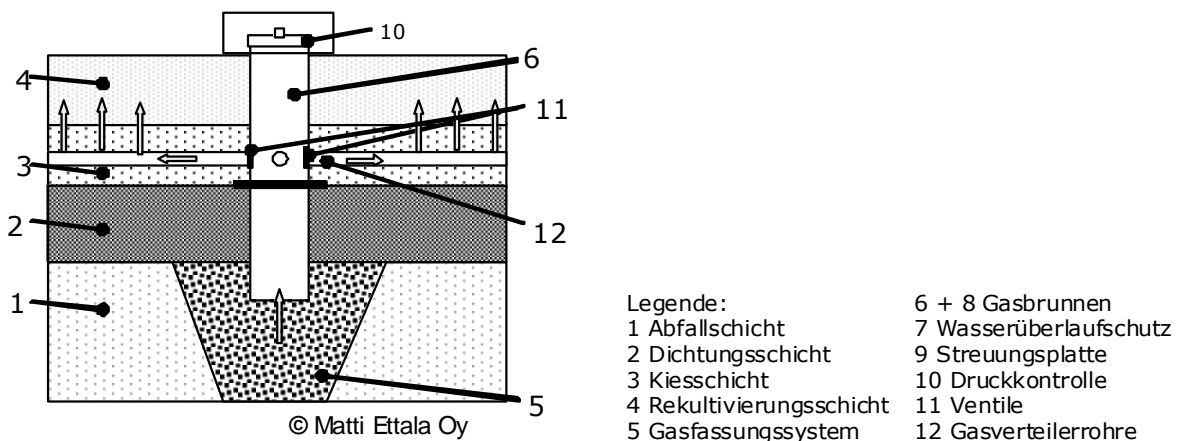 10
4
6
11
3
2
12
1
5
© Matti Ettala Oy
Legende:
1 Abfallschicht
2 Dichtungsschicht
3 Kiesschicht
4 Rekultivierungsschicht
5 Gasfassungssystem
6 + 8 Gasbrunnen
7 Wasserüberlaufschutz
9 Streuungsplatte
10 Druckkontrolle
11 Ventile
12 Gasverteilerrohre